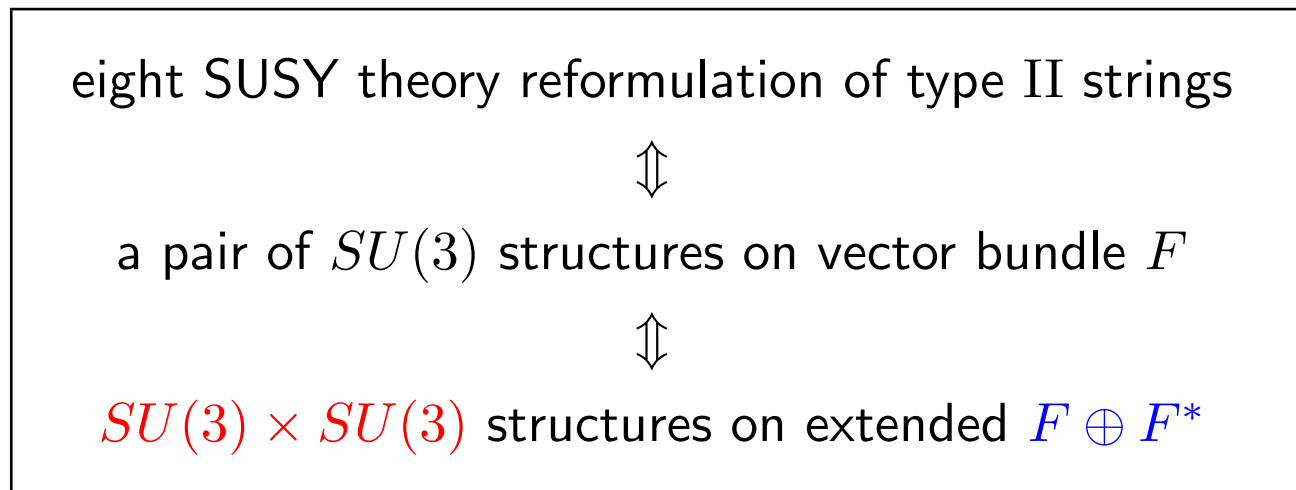 eight SUSY theory reformulation of type II strings
⇕
a pair of SU(3) structures on vector bundle F
⇕
SU(3) × SU(3) structures on extended F ⊕ F*